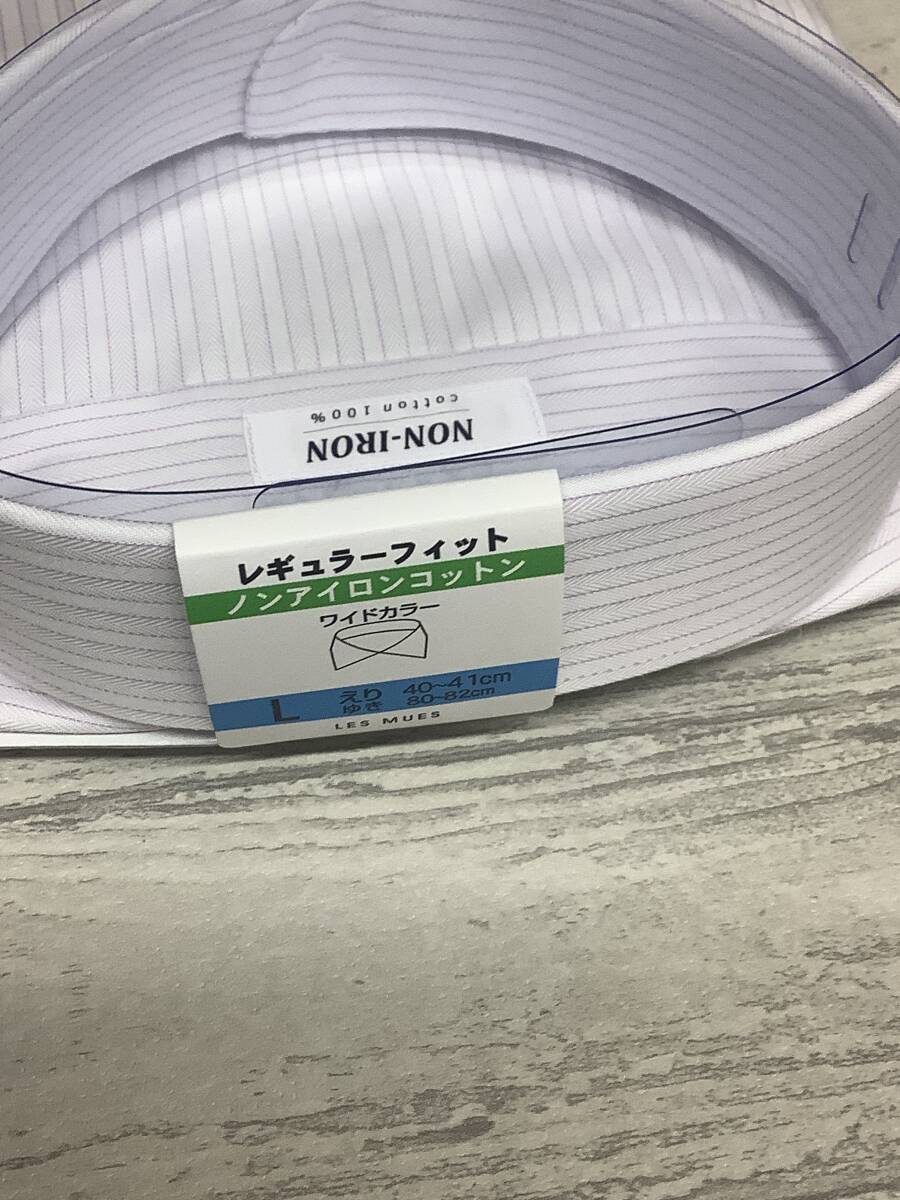 NON-IRON
cotton 100%
レギュラーフィット
ノンアイロンコットン
ワイドカラー
L
えり 40~41cm
ゆき 80~82cm
LES MUES